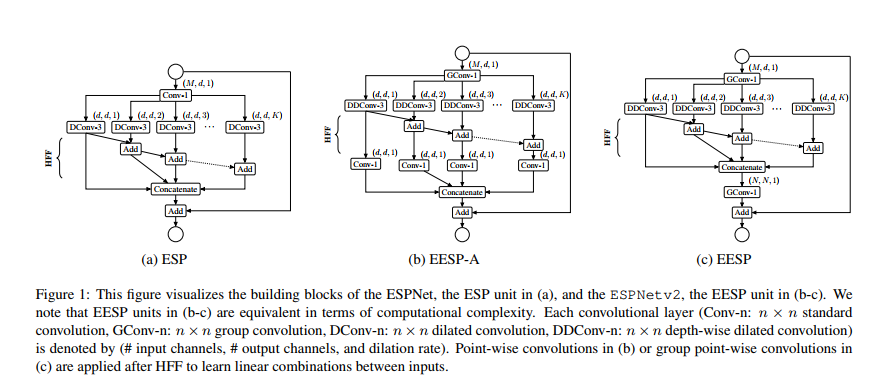 (M, d, 1)
Conv-1
(d, d, 1) (d, d, 2) (d, d, 3) (d, d, K)
DConv-3 DConv-3 DConv-3 ... DConv-3
HFF
Add
Add
Add
Concatenate
Add
(a) ESP
(M, d, 1)
GConv-1
(d, d, 1) (d, d, 2) (d, d, 3) (d, d, K)
DDConv-3 DDConv-3 DDConv-3 ... DDConv-3
HFF
Add
Add
Add
(d, d, 1) (d, d, 1) (d, d, 1) (d, d, 1)
Conv-1 Conv-1 Conv-1 Conv-1
Concatenate
Add
(b) EESP-A
(M, d, 1)
GConv-1
(d, d, 1) (d, d, 2) (d, d, 3) (d, d, K)
DDConv-3 DDConv-3 DDConv-3 ... DDConv-3
HFF
Add
Add
Add
Concatenate
(N, N, 1)
GConv-1
Add
(c) EESP
Figure 1: This figure visualizes the building blocks of the ESPNet, the ESP unit in (a), and the ESPNetv2, the EESP unit in (b-c). We
note that EESP units in (b-c) are equivalent in terms of computational complexity. Each convolutional layer (Conv-n: n × n standard
convolution, GConv-n: n × n group convolution, DConv-n: n × n dilated convolution, DDConv-n: n × n depth-wise dilated convolution)
is denoted by (# input channels, # output channels, and dilation rate). Point-wise convolutions in (b) or group point-wise convolutions in
(c) are applied after HFF to learn linear combinations between inputs.